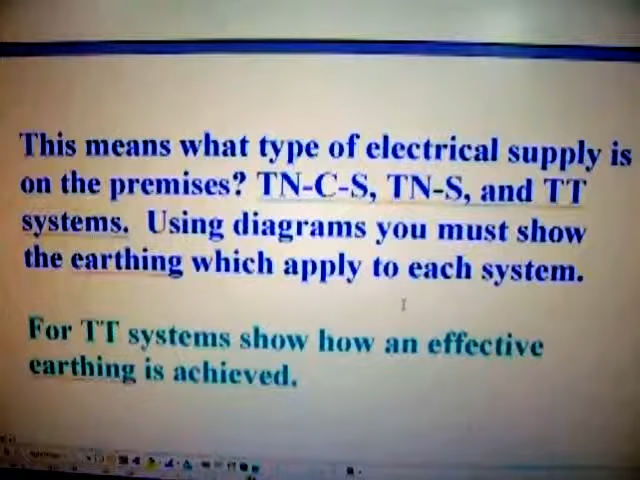 This means what type of electrical supply is
on the premises? TN-C-S, TN-S, and TT
systems. Using diagrams you must show
the earthing which apply to each system.
For TT systems show how an effective
earthing is achieved.